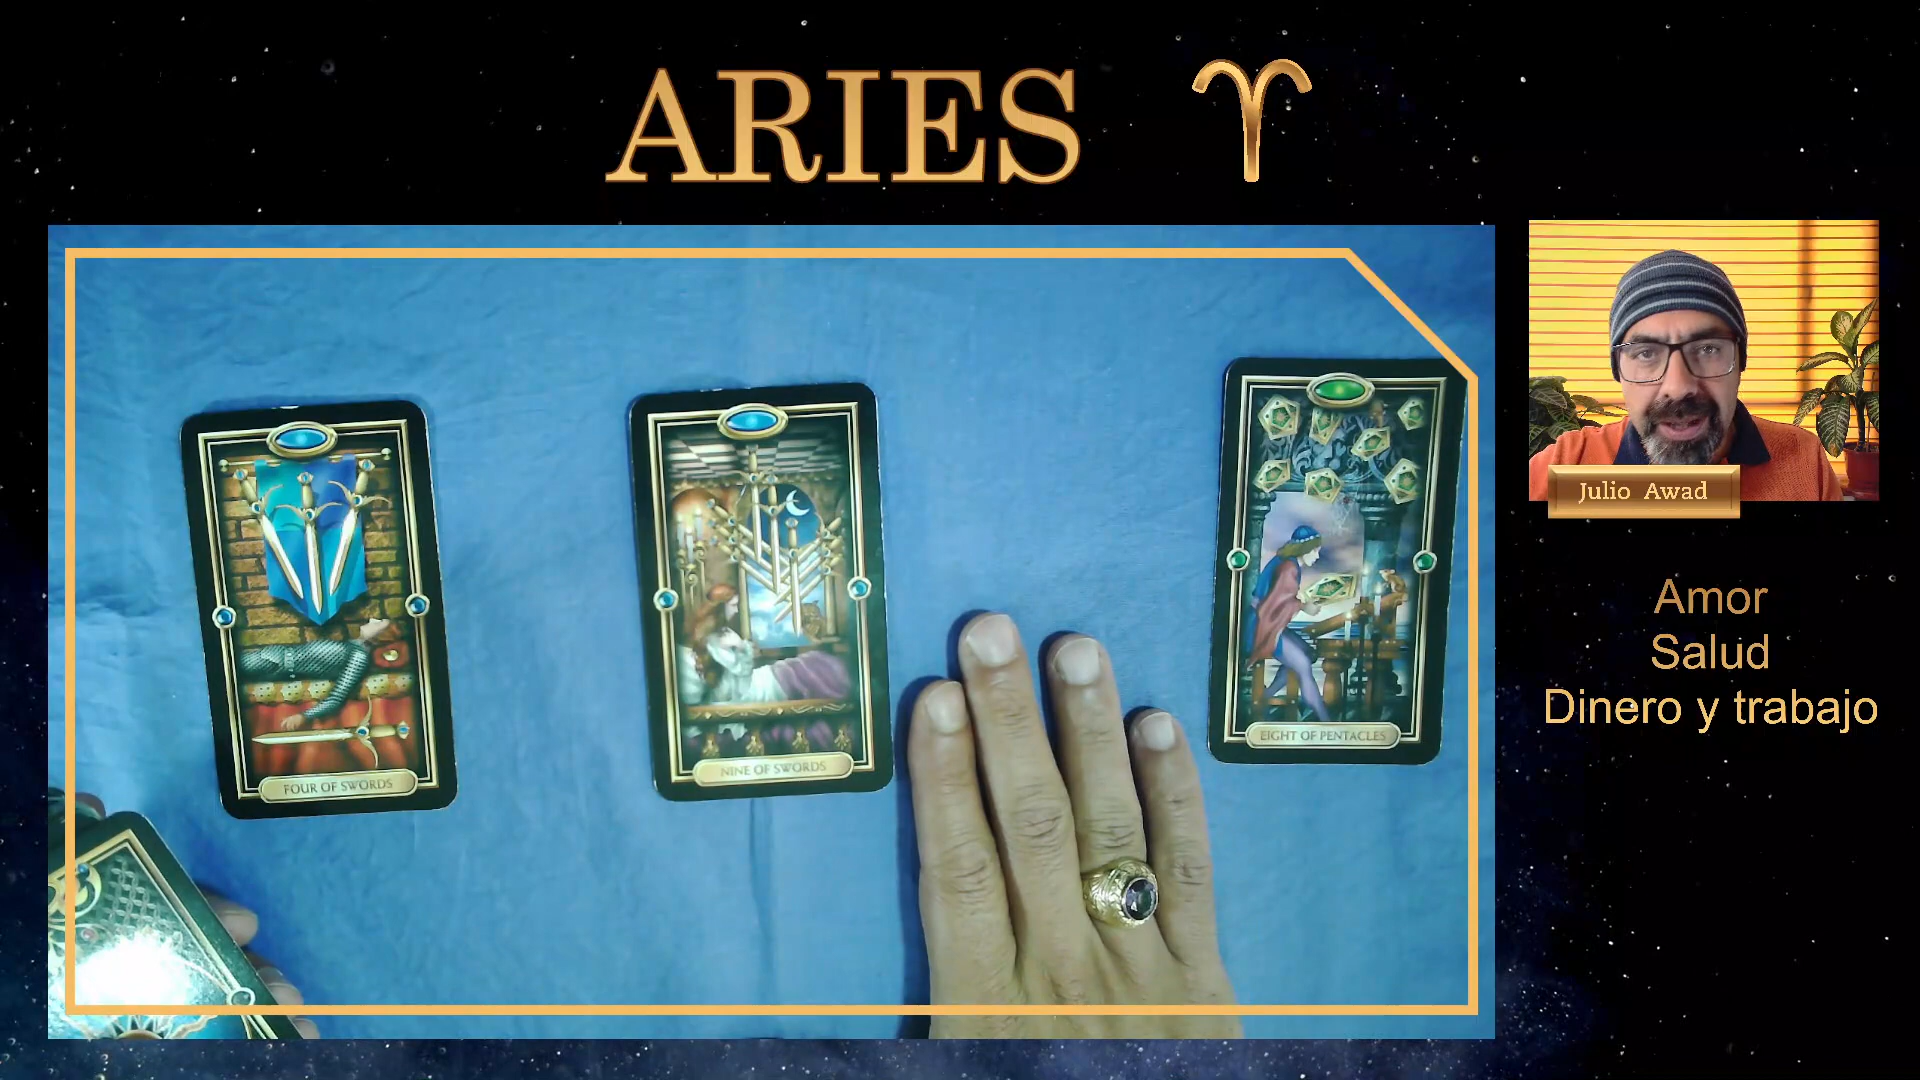 ARIES
Julio Awad
Amor
Salud
Dinero y trabajo
FOUR OF SWORDS
NINE OF SWORDS
EIGHT OF PENTACLES